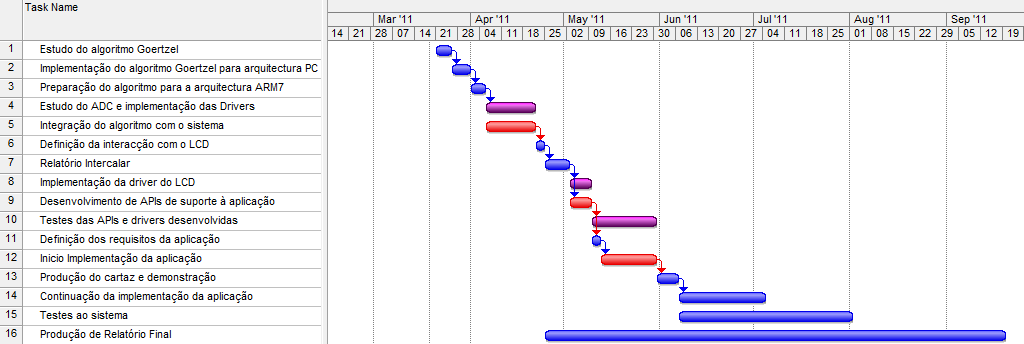 Task Name
Mar '11 Apr '11 May '11 Jun '11 Jul '11 Aug '11 Sep '11
14 21 28 07 14 21 28 04 11 18 25 02 09 16 23 30 06 13 20 27 04 11 18 25 01 08 15 22 29 05 12 19
1 Estudo do algoritmo Goertzel
2 Implementação do algoritmo Goertzel para arquitectura PC
3 Preparação do algoritmo para a arquitectura ARM7
4 Estudo do ADC e implementação das Drivers
5 Integração do algoritmo com o sistema
6 Definição da interacção com o LCD
7 Relatório Intercalar
8 Implementação da driver do LCD
9 Desenvolvimento de APIs de suporte à aplicação
10 Testes das APIs e drivers desenvolvidas
11 Definição dos requisitos da aplicação
12 Inicio Implementação da aplicação
13 Produção do cartaz e demonstração
14 Continuação da implementação da aplicação
15 Testes ao sistema
16 Produção de Relatório Final